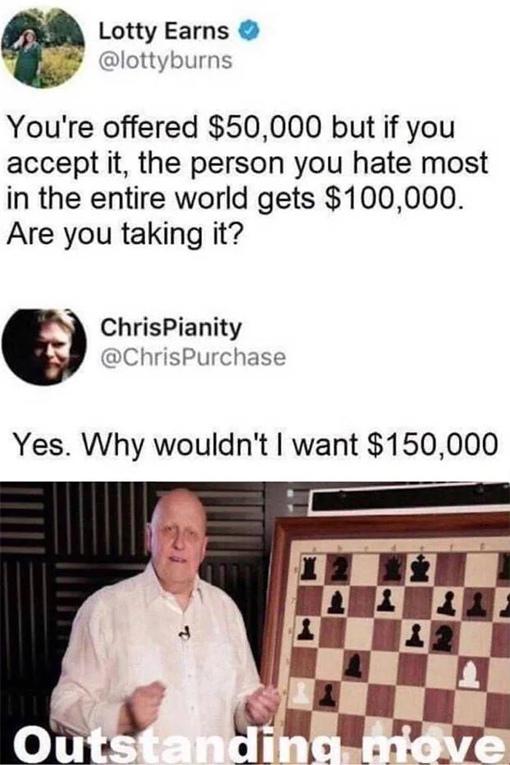 Lotty Earns
@lottyburns
You're offered $50,000 but if you
accept it, the person you hate most
in the entire world gets $100,000.
Are you taking it?
ChrisPianity
@ChrisPurchase
Yes. Why wouldn't I want $150,000
Outstanding move